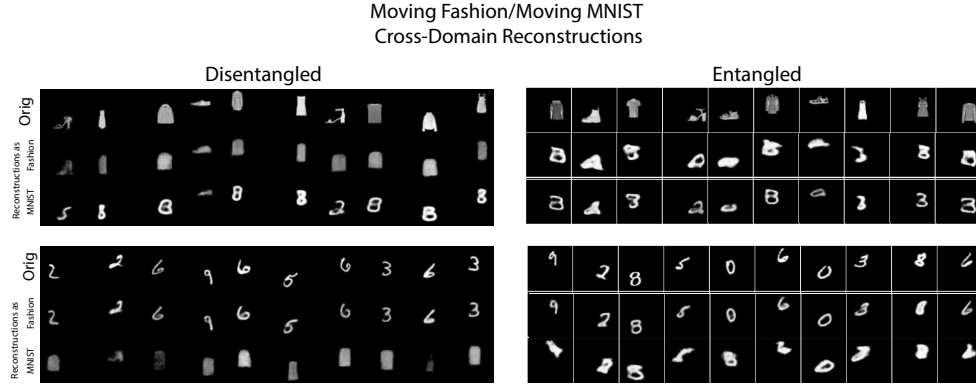 Moving Fashion/Moving MNIST
Cross-Domain Reconstructions
Disentangled
Entangled
Orig
Reconstructions as
Fashion
MNIST
Orig
Reconstructions as
Fashion
MNIST